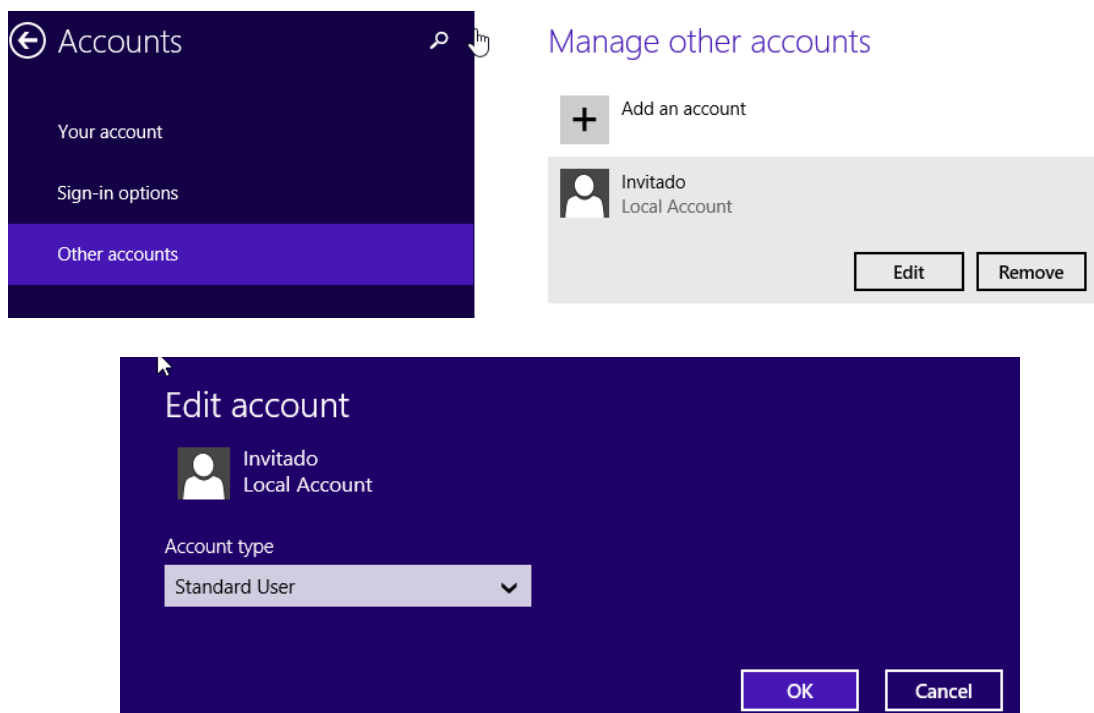 Accounts
Your account
Sign-in options
Other accounts
Manage other accounts
Add an account
Invitado
Local Account
Edit
Remove
Edit account
Invitado
Local Account
Account type
Standard User
OK
Cancel